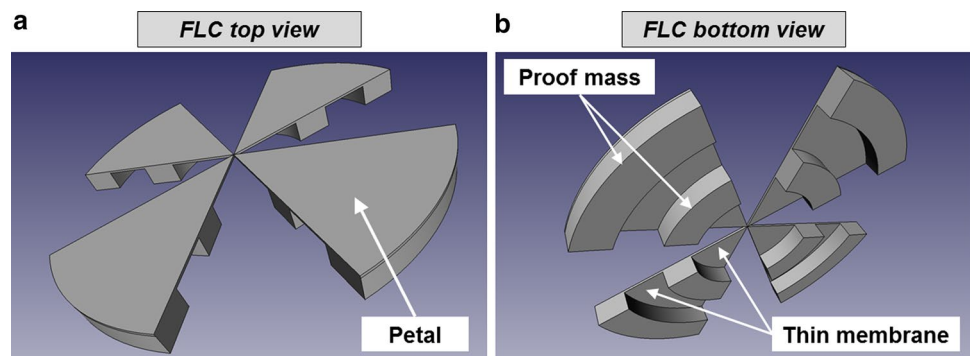 a
FLC top view
Petal
b
FLC bottom view
Proof mass
Thin membrane